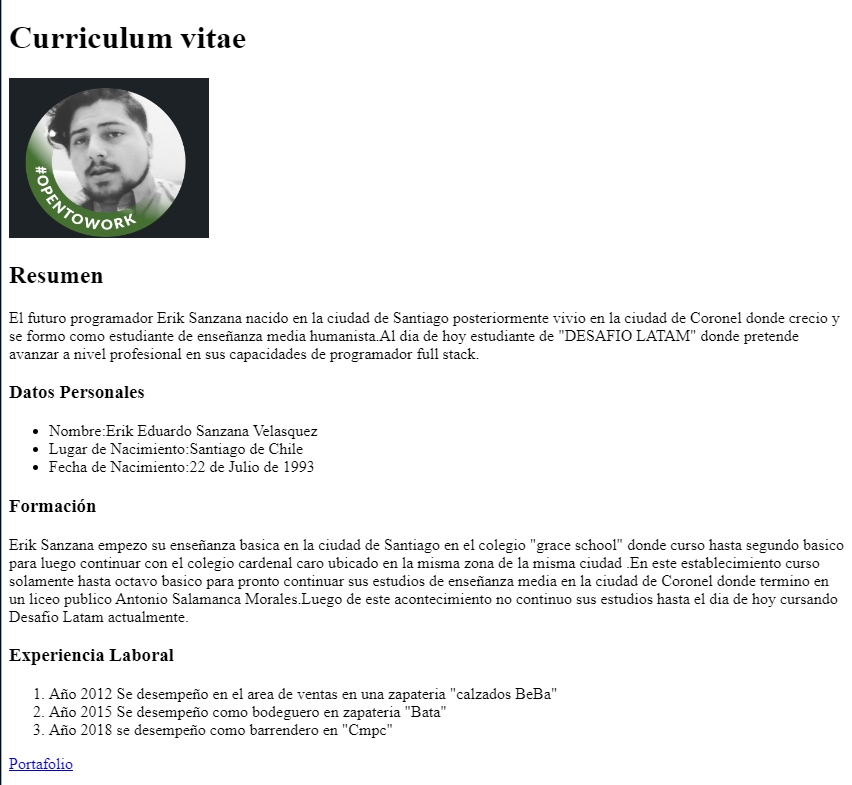 Curriculum vitae
#OPENTOWORK
Resumen
El futuro programador Erik Sanzana nacido en la ciudad de Santiago posteriormente vivio en la ciudad de Coronel donde crecio y
se formo como estudiante de enseñanza media humanista.Al dia de hoy estudiante de "DESAFIO LATAM" donde pretende
avanzar a nivel profesional en sus capacidades de programador full stack.
Datos Personales
• Nombre:Erik Eduardo Sanzana Velasquez
• Lugar de Nacimiento:Santiago de Chile
• Fecha de Nacimiento:22 de Julio de 1993
Formación
Erik Sanzana empezo su enseñanza basica en la ciudad de Santiago en el colegio "grace school" donde curso hasta segundo basico
para luego continuar con el colegio cardenal caro ubicado en la misma zona de la misma ciudad .En este establecimiento curso
solamente hasta octavo basico para pronto continuar sus estudios de enseñanza media en la ciudad de Coronel donde termino en
un liceo publico Antonio Salamanca Morales.Luego de este acontecimiento no continuo sus estudios hasta el dia de hoy cursando
Desafio Latam actualmente.
Experiencia Laboral
1. Año 2012 Se desempeño en el area de ventas en una zapateria "calzados BeBa"
2. Año 2015 Se desempeño como bodeguero en zapateria "Bata"
3. Año 2018 se desempeño como barrendero en "Cmpc"
Portafolio